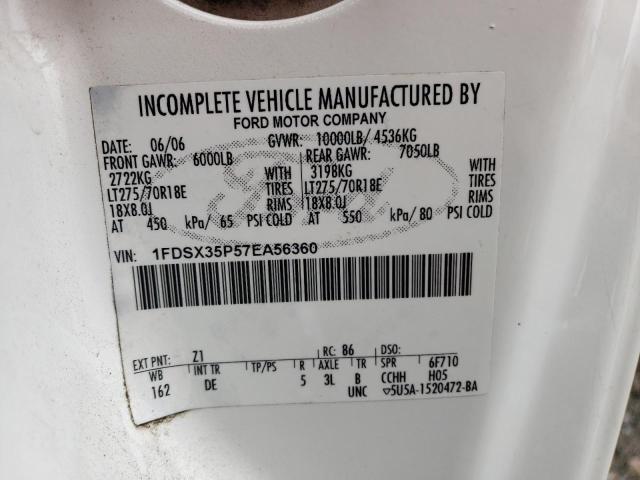 INCOMPLETE VEHICLE MANUFACTURED BY
FORD MOTOR COMPANY
DATE: 06/06 GVWR: 10000LB/ 4536KG
FRONT GAWR: 6000LB REAR GAWR: 7050LB
2722KG WITH 3198KG WITH
LT275/70R18E TIRES LT275/70R18E TIRES
18X8.0J RIMS 18X8.0J RIMS
AT 450 kPa/ 65 PSI COLD AT 550 kPa/ 80 PSI COLD
Ford
VIN: 1FDSX35P57EA56360
EXT PNT: Z1 RC: 86 DSO:
WB INT TR TP/PS R AXLE TR SPR 6F710
162 DE 5 3L B CCHH H05
UNC ▽5U5A-1520472-BA